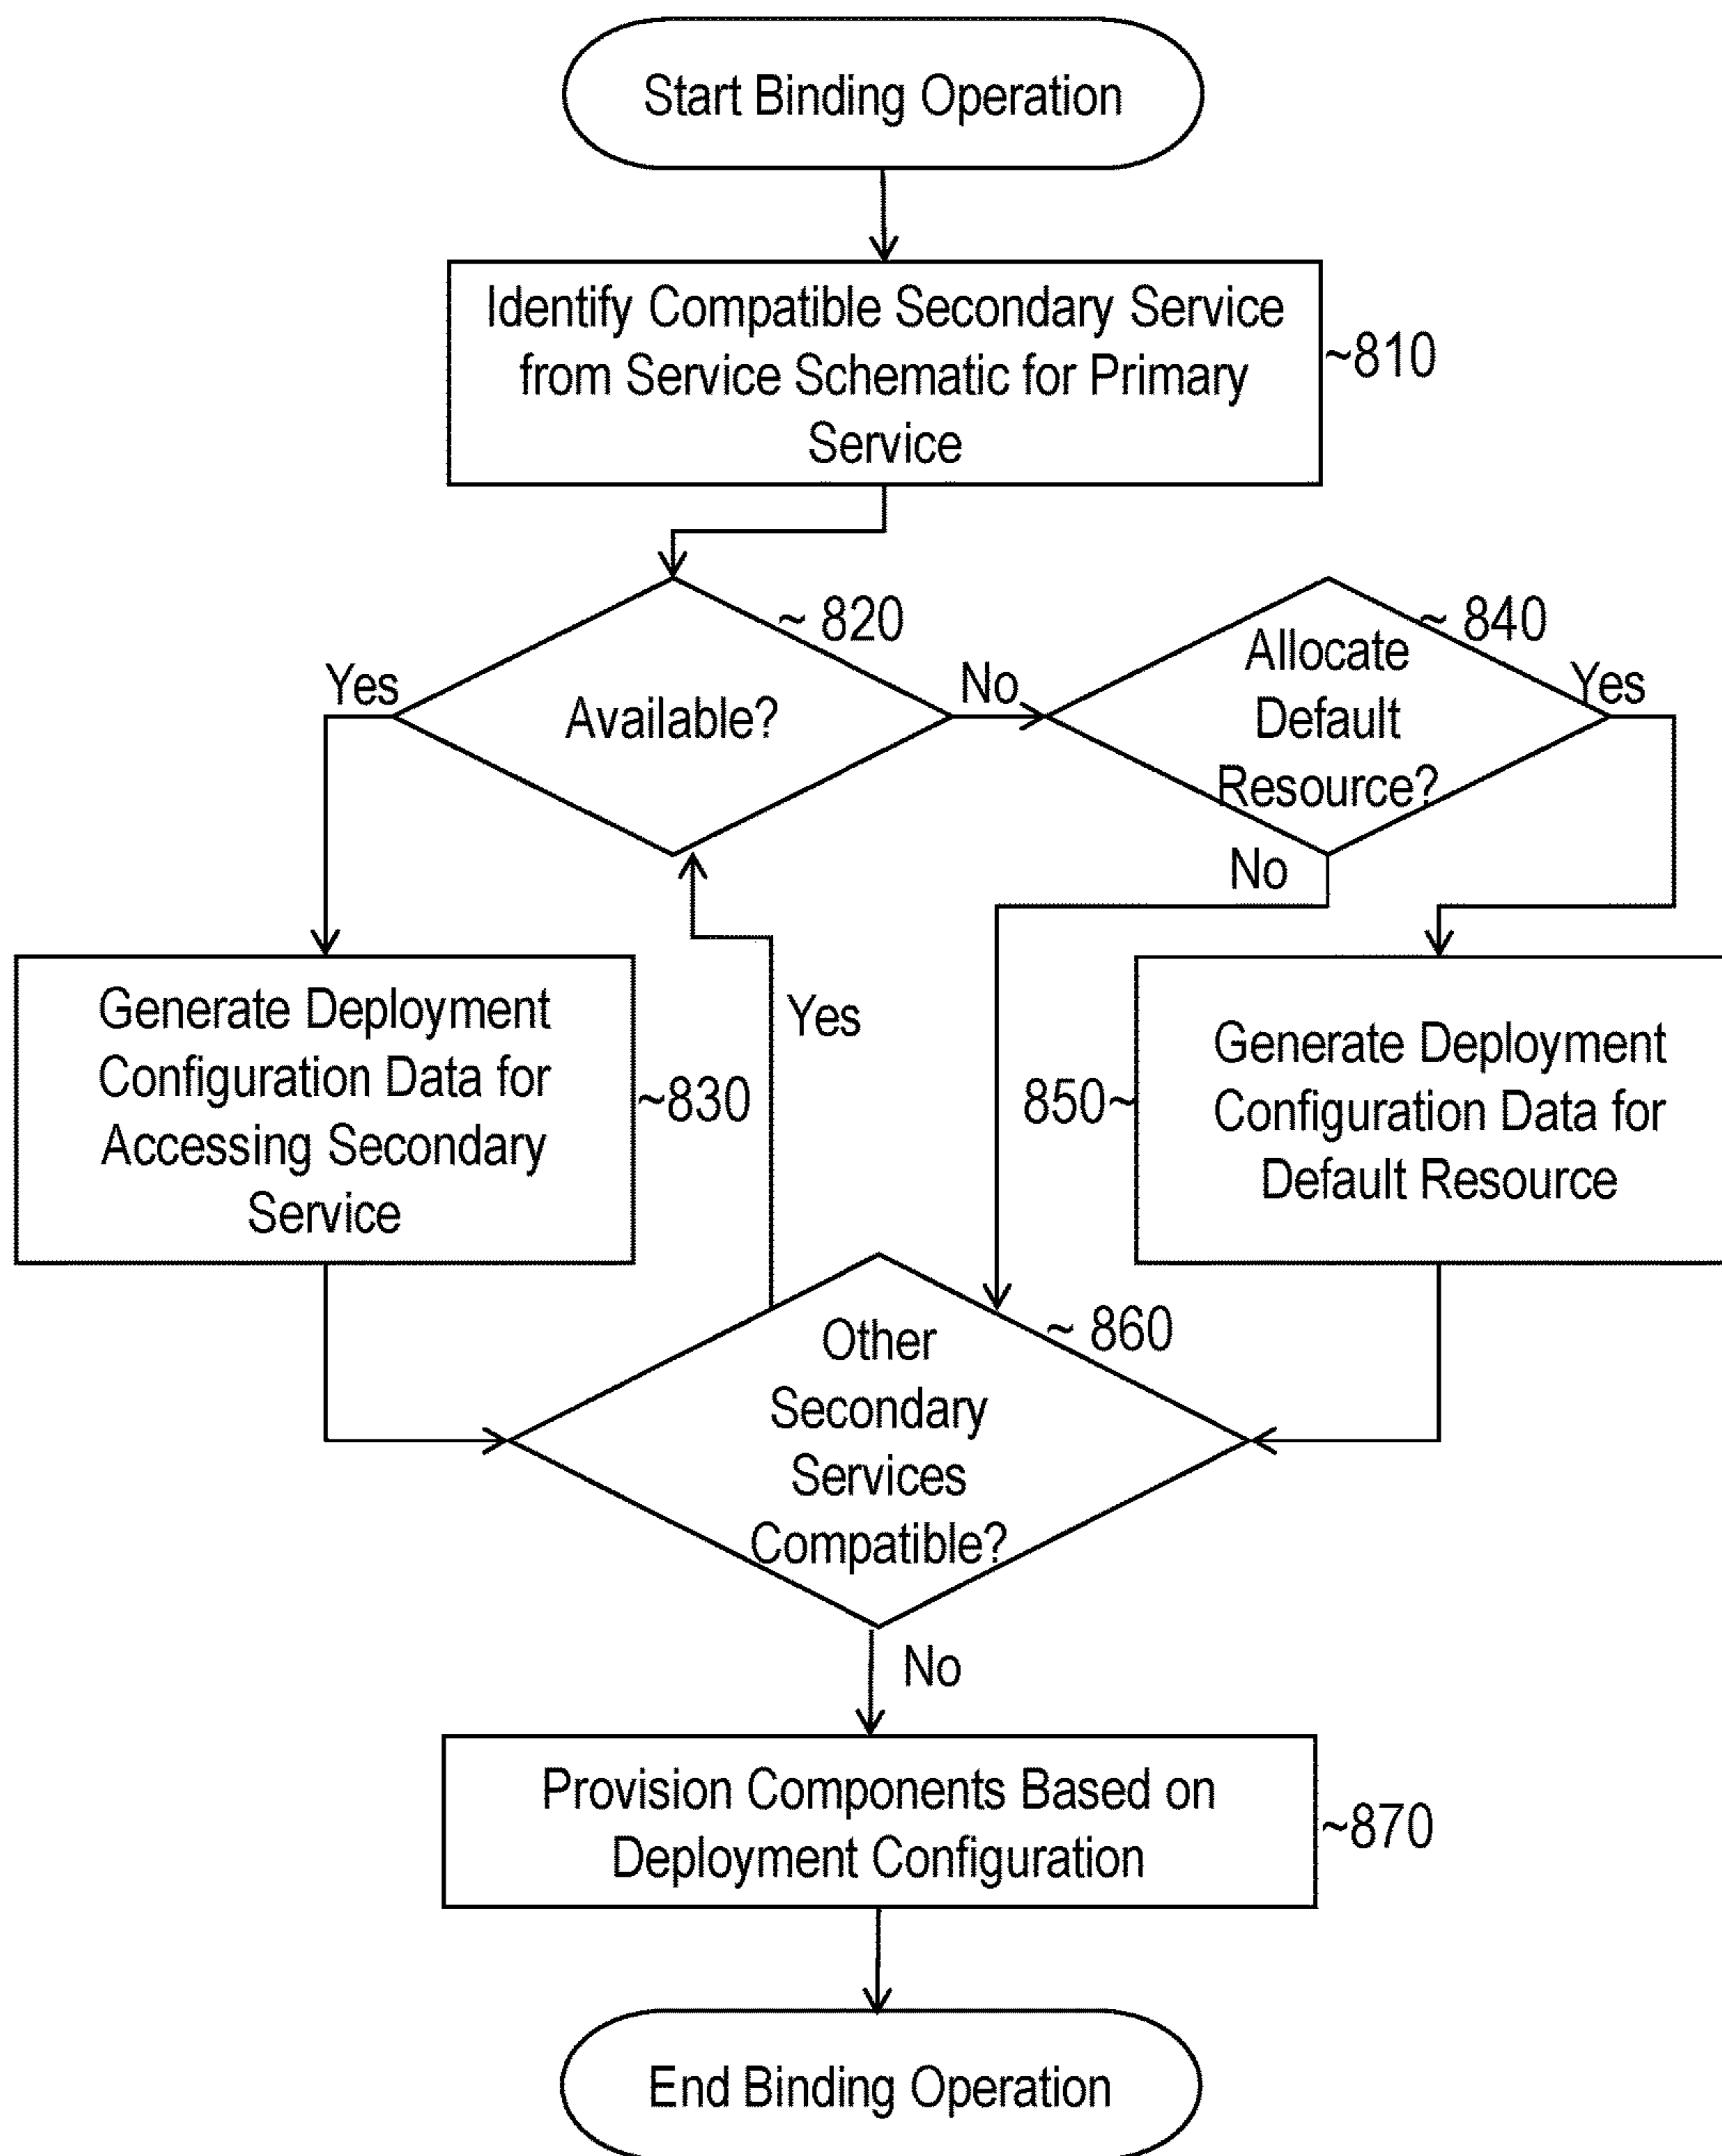 Start Binding Operation
Identify Compatible Secondary Service
from Service Schematic for Primary
Service
~810
~ 820
Available?
Yes
No
~ 840
Allocate
Default
Resource?
Yes
No
Generate Deployment
Configuration Data for
Accessing Secondary
Service
~830
Yes
850~
Generate Deployment
Configuration Data for
Default Resource
~ 860
Other
Secondary
Services
Compatible?
No
Provision Components Based on
Deployment Configuration
~870
End Binding Operation